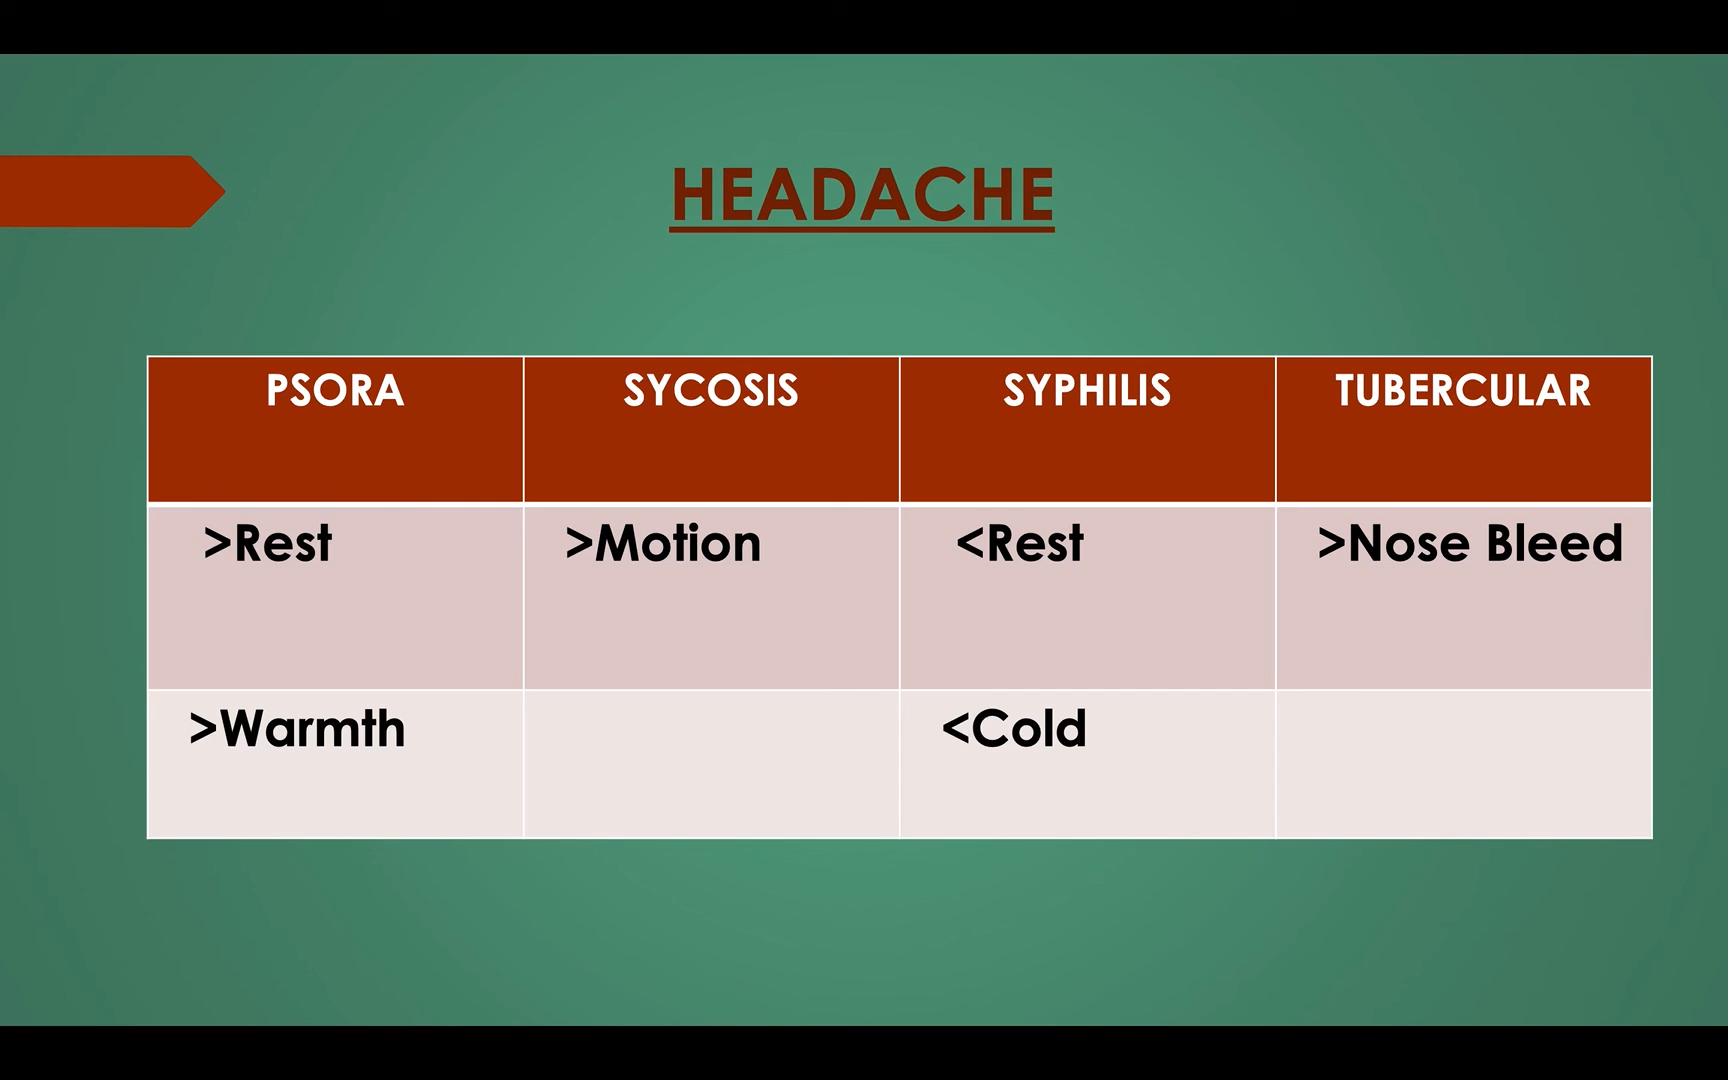 HEADACHE
PSORA SYCOSIS SYPHILIS TUBERCULAR
>Rest >Motion <Rest >Nose Bleed
>Warmth <Cold